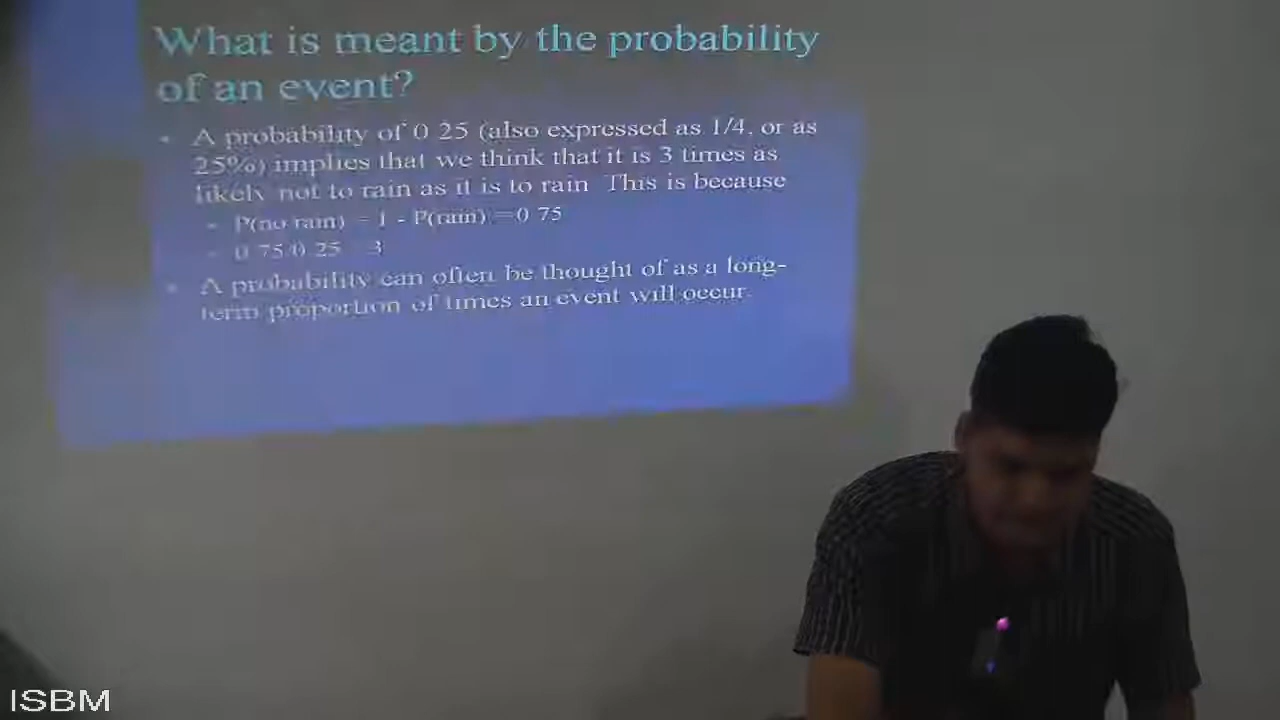 What is meant by the probability
of an event?
A probability of 0 25 (also expressed as 1/4, or as
25%) implies that we think that it is 3 times as
likely not to rain as it is to rain This is because
P(no rain) = 1 - P(rain) = 0 75
0 75/0 25 = 3
A probability can often be thought of as a long-
term proportion of times an event will occur.
ISBM